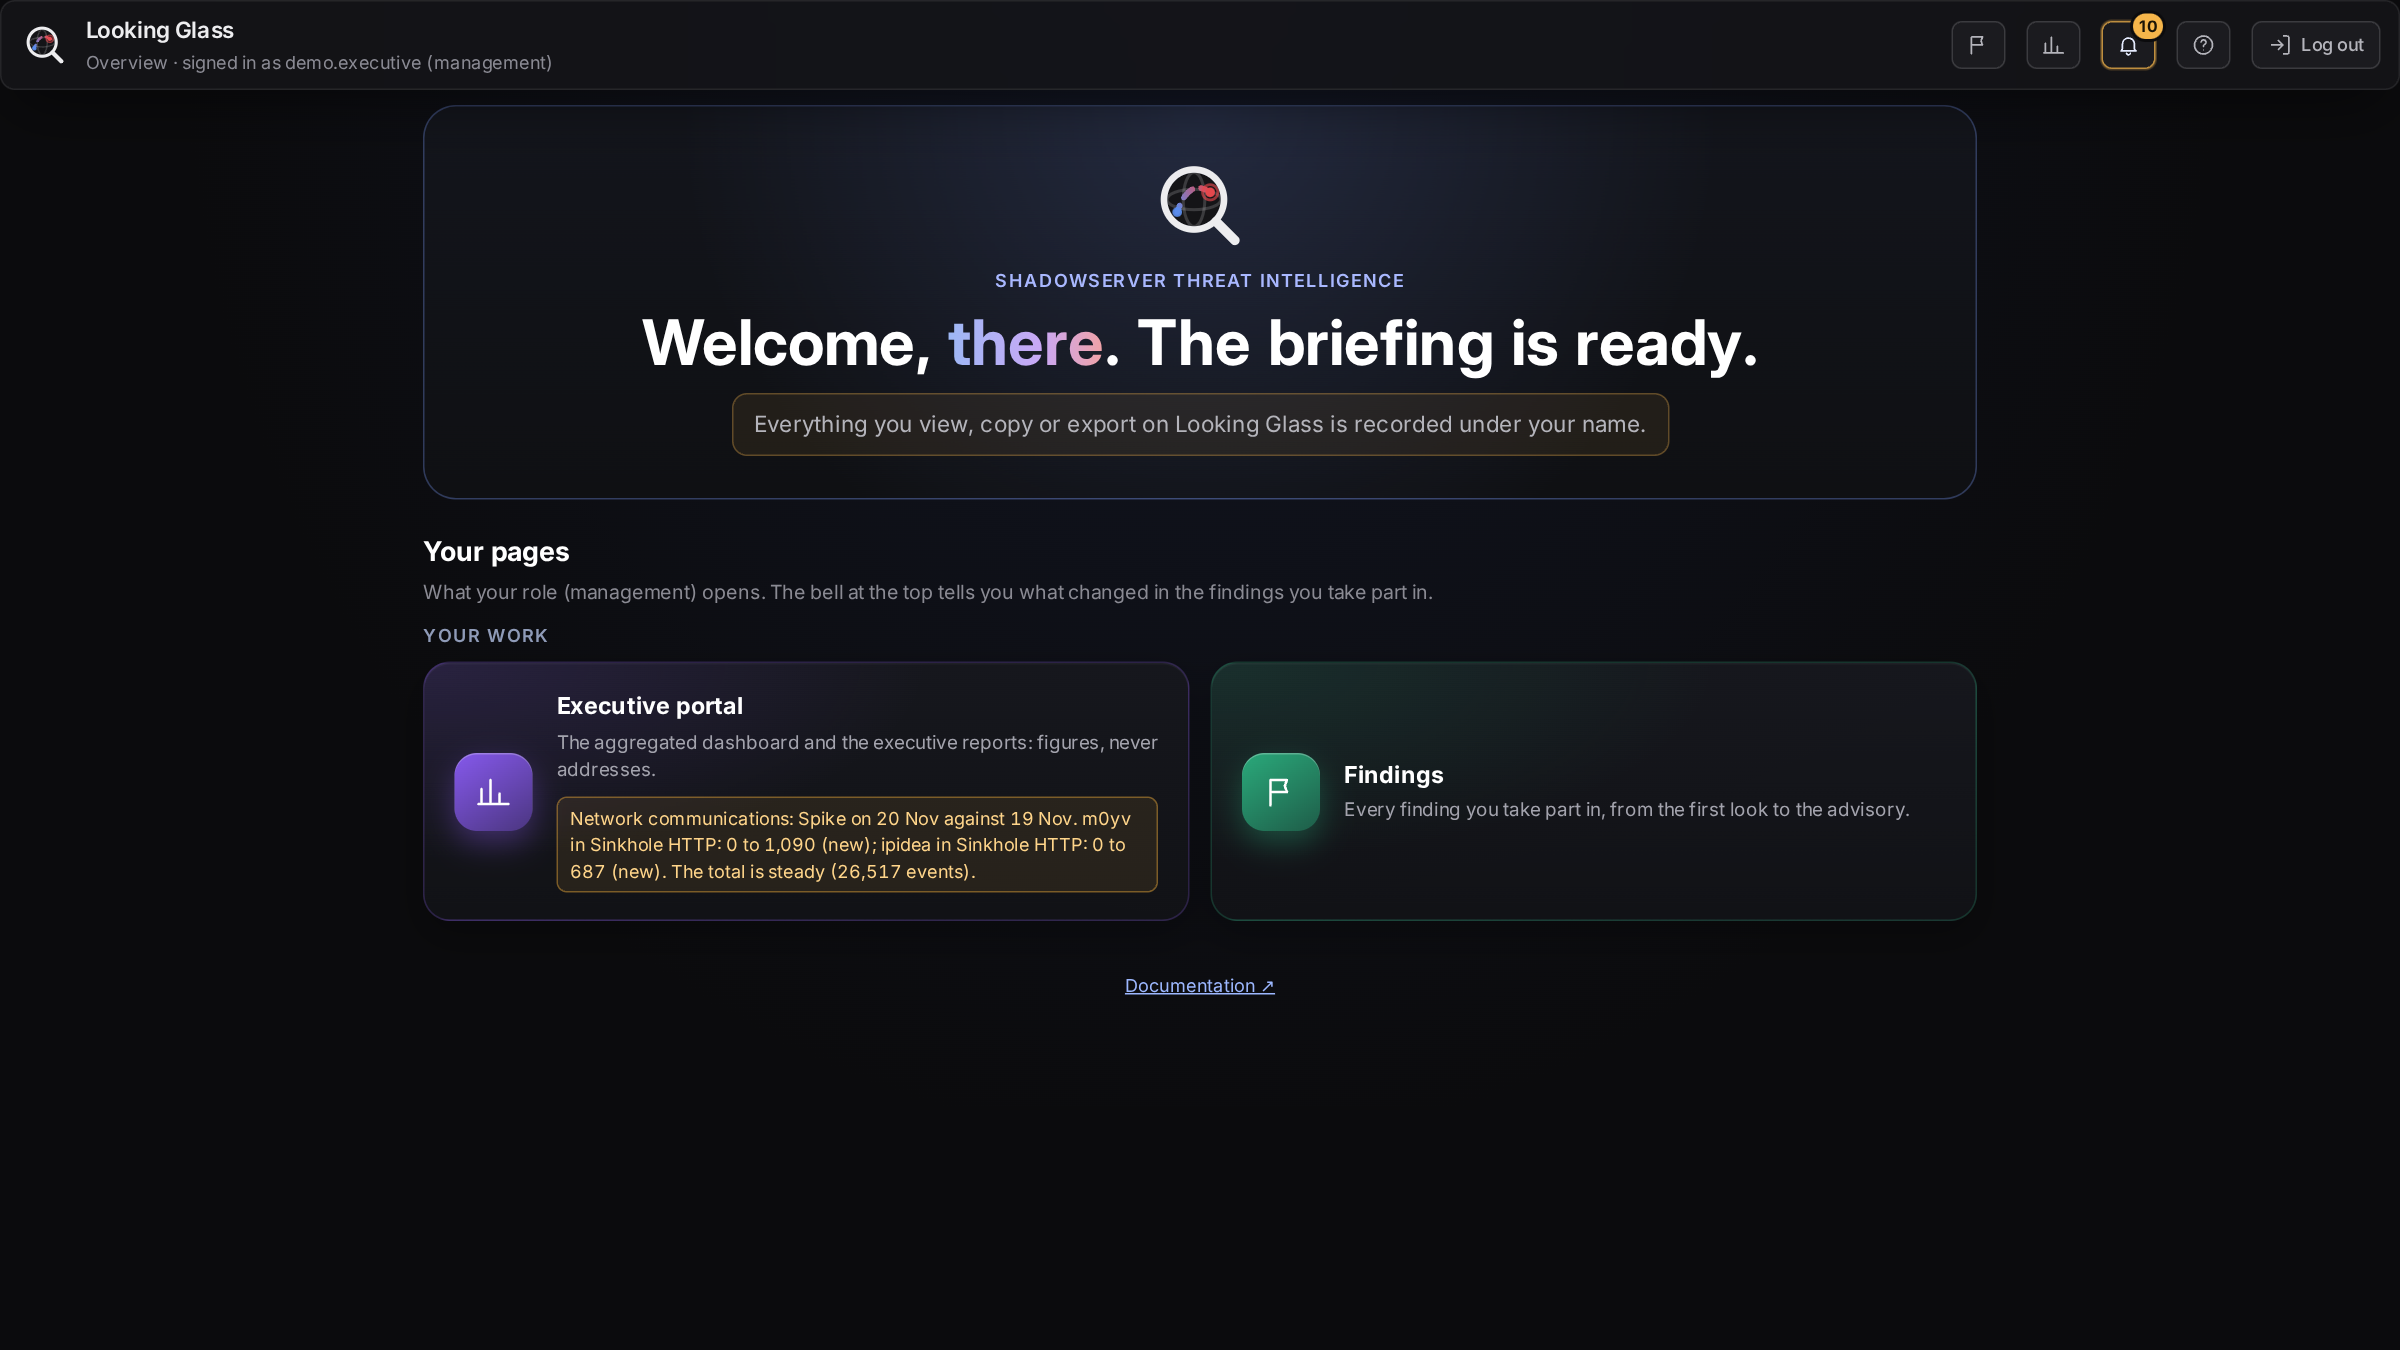 Looking Glass
Overview · signed in as demo.executive (management)
10
Log out
SHADOWSERVER THREAT INTELLIGENCE
Welcome, there. The briefing is ready.
Everything you view, copy or export on Looking Glass is recorded under your name.
Your pages
What your role (management) opens. The bell at the top tells you what changed in the findings you take part in.
YOUR WORK
Executive portal
The aggregated dashboard and the executive reports: figures, never
addresses.
Network communications: Spike on 20 Nov against 19 Nov. m0yv
in Sinkhole HTTP: 0 to 1,090 (new); ipidea in Sinkhole HTTP: 0 to
687 (new). The total is steady (26,517 events).
Findings
Every finding you take part in, from the first look to the advisory.
Documentation ↗